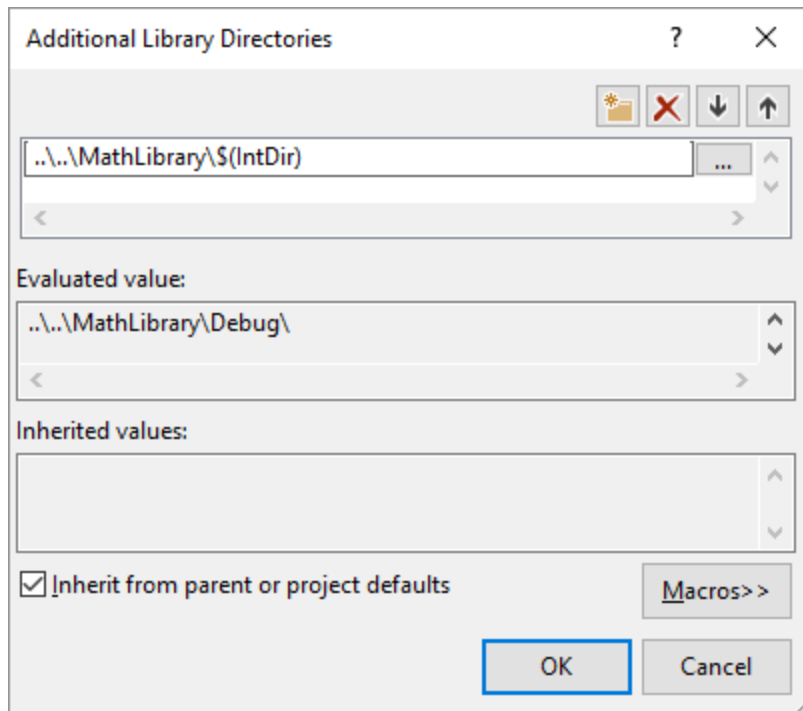 Additional Library Directories
..\..\MathLibrary\$(IntDir)
...
Evaluated value:
..\..\MathLibrary\Debug\
Inherited values:
Inherit from parent or project defaults
Macros>>
OK
Cancel